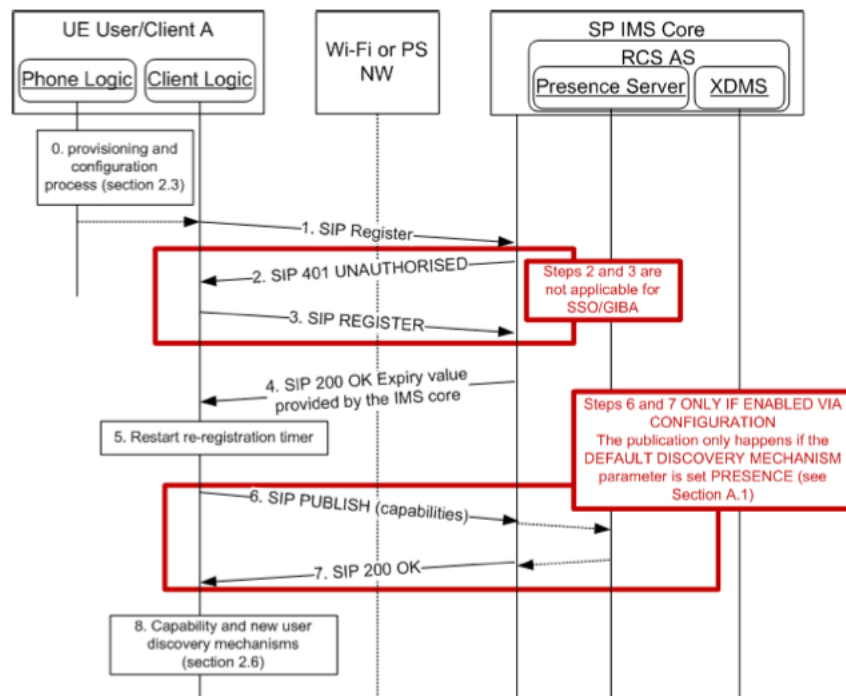 UE User/Client A
Phone Logic
Client Logic
Wi-Fi or PS
NW
SP IMS Core
RCS AS
Presence Server
XDMS
0. provisioning and
configuration
process (section 2.3)
1. SIP Register
2. SIP 401 UNAUTHORISED
Steps 2 and 3 are
not applicable for
SSO/GIBA
3. SIP REGISTER
4. SIP 200 OK Expiry value
provided by the IMS core
5. Restart re-registration timer
Steps 6 and 7 ONLY IF ENABLED VIA
CONFIGURATION
The publication only happens if the
DEFAULT DISCOVERY MECHANISM
parameter is set PRESENCE (see
Section A.1)
6. SIP PUBLISH (capabilities)
7. SIP 200 OK
8. Capability and new user
discovery mechanisms
(section 2.6)